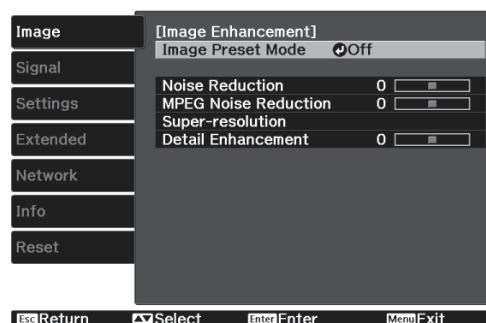 Image
Signal
Settings
Extended
Network
Info
Reset
[Image Enhancement]
Image Preset Mode Off
Noise Reduction 0
MPEG Noise Reduction 0
Super-resolution
Detail Enhancement 0
Esc Return Select Enter Enter Menu Exit